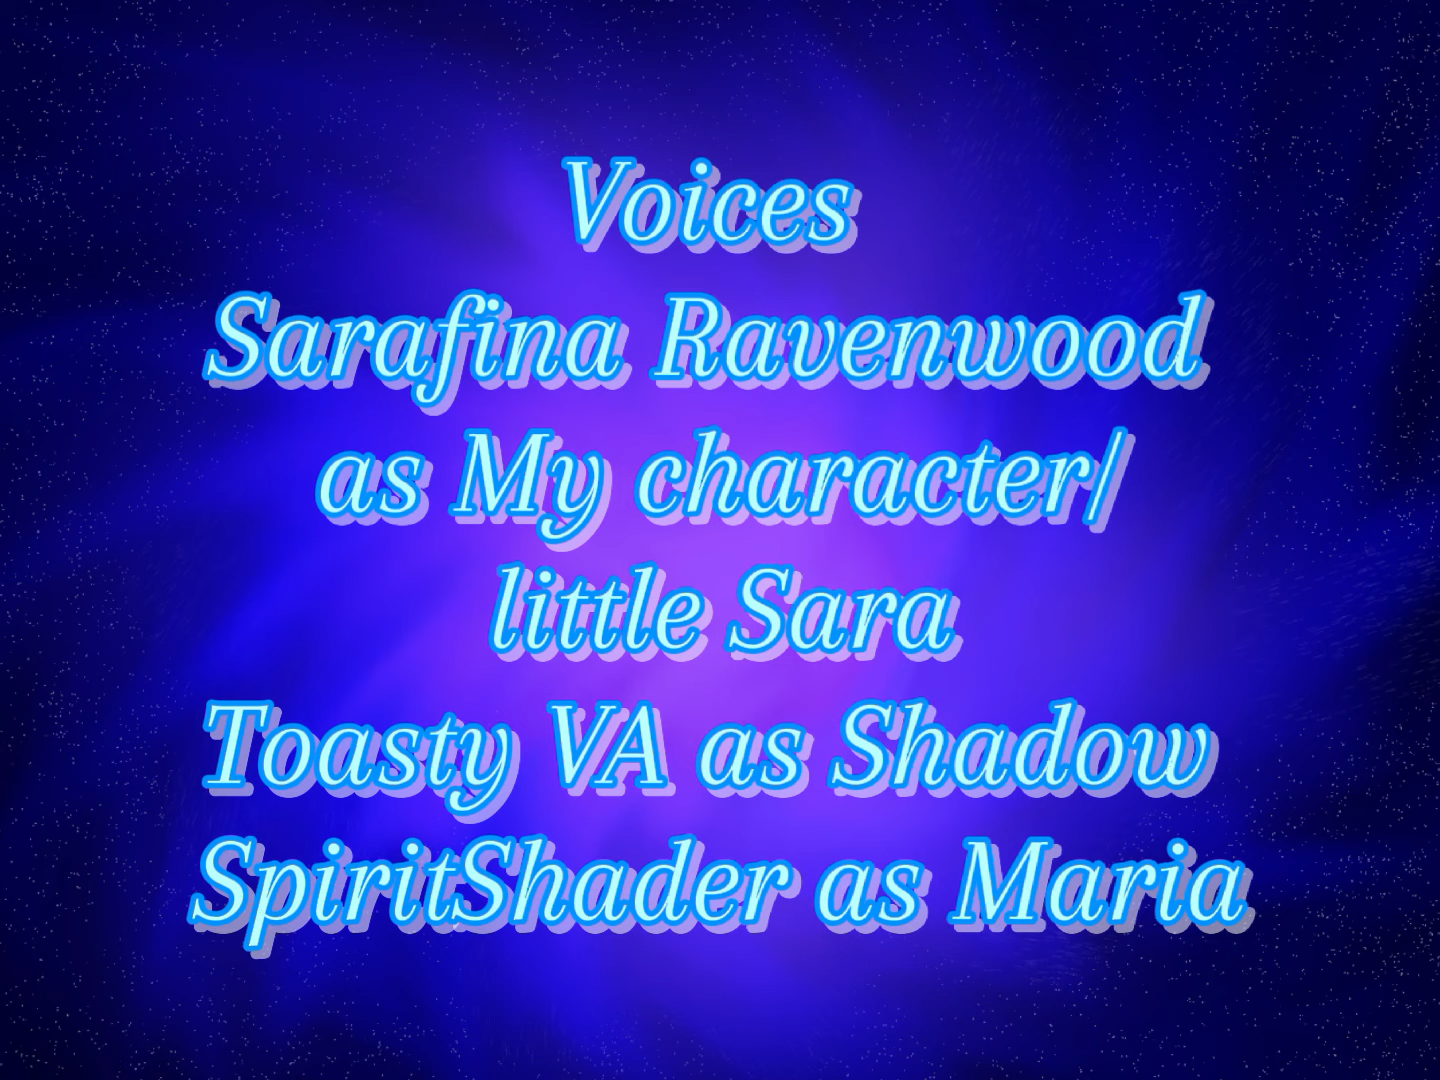 Voices
Sarafina Ravenwood
as My character/
little Sara
Toasty VA as Shadow
SpiritShader as Maria